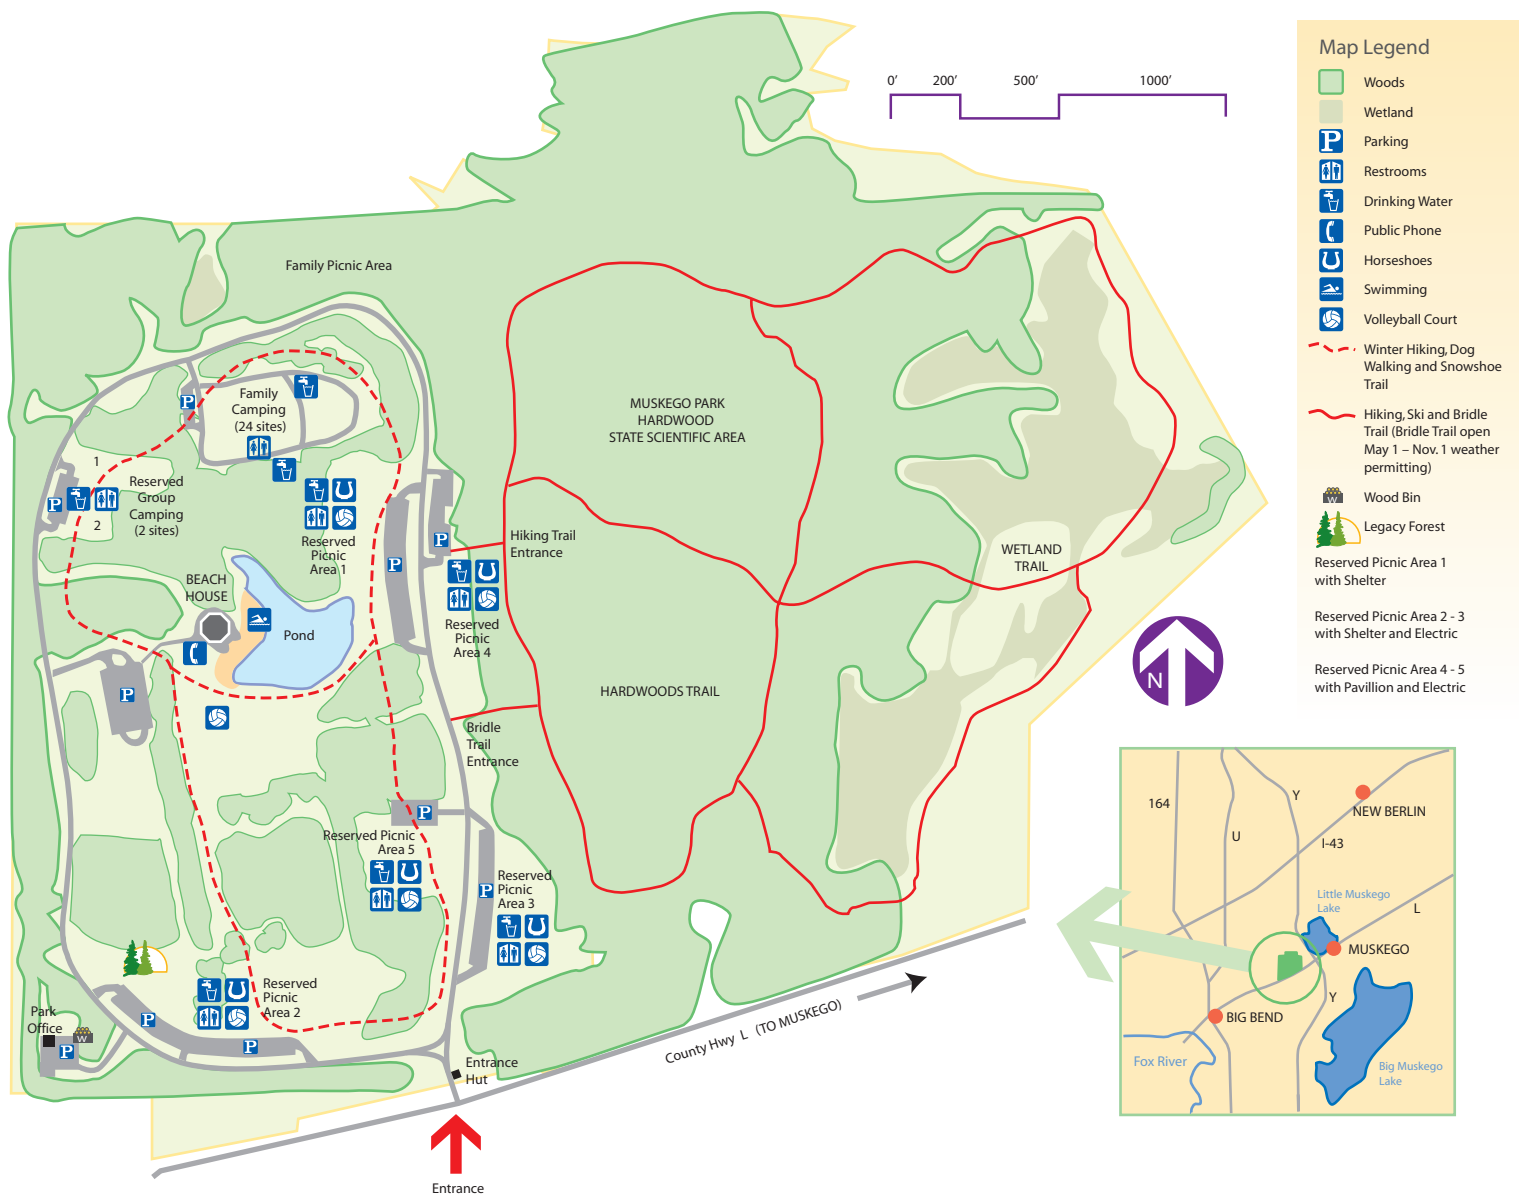 0’ 200’ 500’ 1000’
Family Picnic Area
Family
Camping
(24 sites)
P
1
Reserved
Group
Camping
(2 sites)
P
2
Reserved
Picnic
Area 1
P
P
Hiking Trail
Entrance
Reserved
Picnic
Area 4
BEACH
HOUSE
Pond
P
Bridle
Trail
Entrance
MUSKEGO PARK
HARDWOOD
STATE SCIENTIFIC AREA
HARDWOODS TRAIL
WETLAND
TRAIL
N
P
Reserved Picnic
Area 5
P
Reserved
Picnic
Area 3
Reserved
Picnic
Area 2
Park
Office
W
P
P
P
Entrance
Hut
County Hwy L (TO MUSKEGO)
Entrance
Map Legend
Woods
Wetland
P Parking
Restrooms
Drinking Water
Public Phone
Horseshoes
Swimming
Volleyball Court
Winter Hiking, Dog
Walking and Snowshoe
Trail
Hiking, Ski and Bridle
Trail (Bridle Trail open
May 1 – Nov. 1 weather
permitting)
W Wood Bin
Legacy Forest
Reserved Picnic Area 1
with Shelter
Reserved Picnic Area 2 - 3
with Shelter and Electric
Reserved Picnic Area 4 - 5
with Pavillion and Electric
164
Y
NEW BERLIN
U
I-43
Little Muskego
Lake
L
MUSKEGO
Y
BIG BEND
Fox River
Big Muskego
Lake